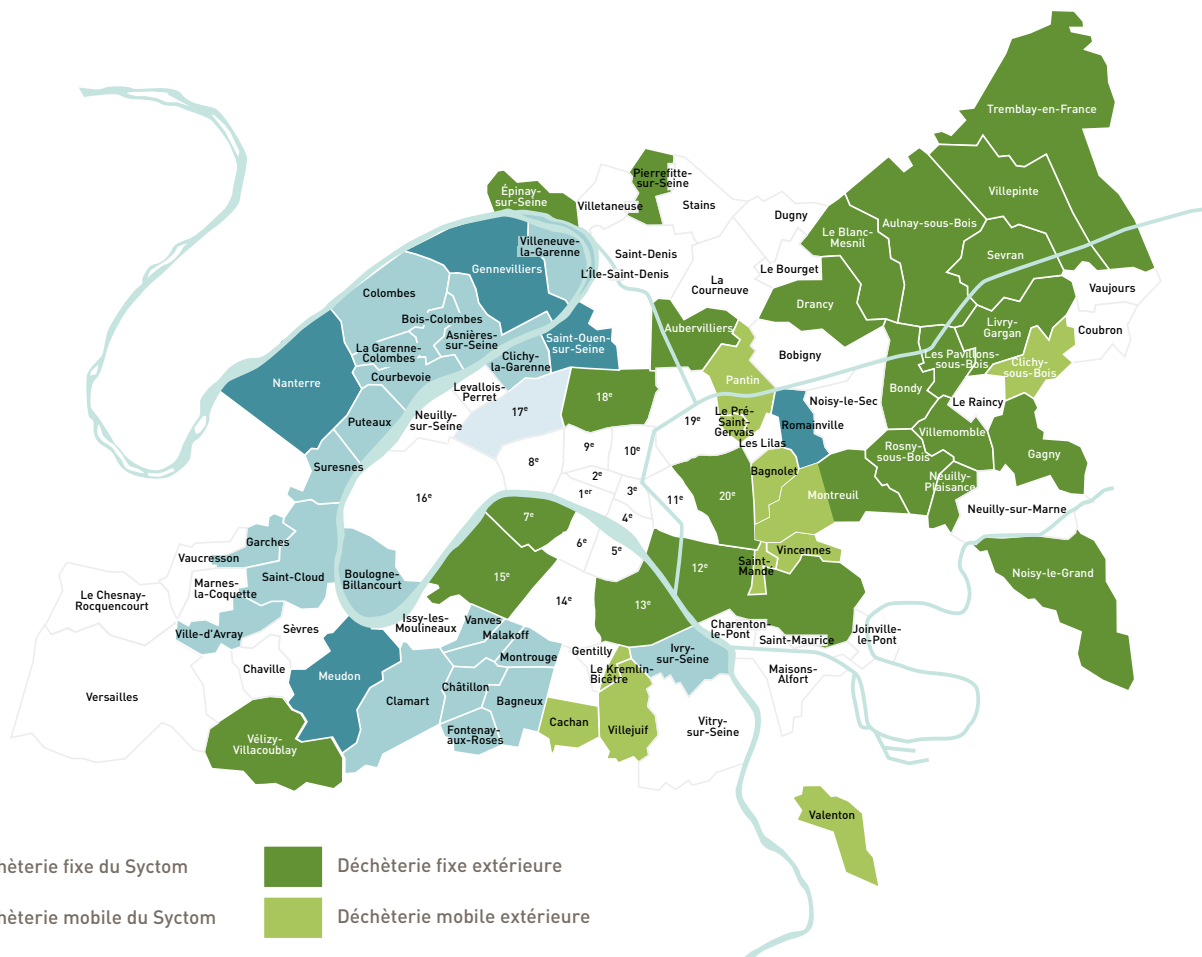 Tremblay-en-France
Pierrefitte-
sur-Seine
Épinay-
sur-Seine
Villetaneuse
Stains
Villepinte
Dugny
Aulnay-sous-Bois
Le Blanc-
Mesnil
Villeneuve-
la-Garenne
Saint-Denis
Sevran
Gennevilliers
L'Île-Saint-Denis
Le Bourget
La
Courneuve
Vaujours
Colombes
Drancy
Bois-Colombes
Aubervilliers
Livry-
Gargan
Coubron
Asnières-
sur-Seine
Saint-Ouen-
sur-Seine
La Garenne-
Colombes
Clichy-
la-Garenne
Bobigny
Les Pavillons-
sous-Bois
Clichy-
sous-Bois
Nanterre
Courbevoie
Pantin
Bondy
Levallois-
Perret
18e
Noisy-le-Sec
Le Raincy
17e
Neuilly-
sur-Seine
Puteaux
19e
Le Pré-
Saint-
Gervais
Romainville
Villemomble
Les Lilas
9e
10e
Rosny-
sous-Bois
Gagny
8e
Suresnes
Bagnolet
2e
Neuilly-
Plaisance
16e
1er
3e
11e
20e
Montreuil
Neuilly-sur-Marne
7e
4e
Garches
6e
5e
Vincennes
Vaucresson
Saint-Cloud
Boulogne-
Billancourt
15e
12e
Saint-
Mandé
Noisy-le-Grand
Marnes-
la-Coquette
Le Chesnay-
Rocquencourt
14e
13e
Issy-les-
Moulineaux
Vanves
Charenton-
le-Pont
Joinville-
le-Pont
Ville-d'Avray
Sèvres
Malakoff
Saint-Maurice
Gentilly
Ivry-
sur-Seine
Montrouge
Chaville
Meudon
Le Kremlin-
Bicêtre
Maisons-
Alfort
Versailles
Clamart
Châtillon
Bagneux
Cachan
Villejuif
Vitry-
sur-Seine
Fontenay-
aux-Roses
Vélizy-
Villacoublay
Valenton
hèterie fixe du Syctom
Déchèterie fixe extérieure
hèterie mobile du Syctom
Déchèterie mobile extérieure